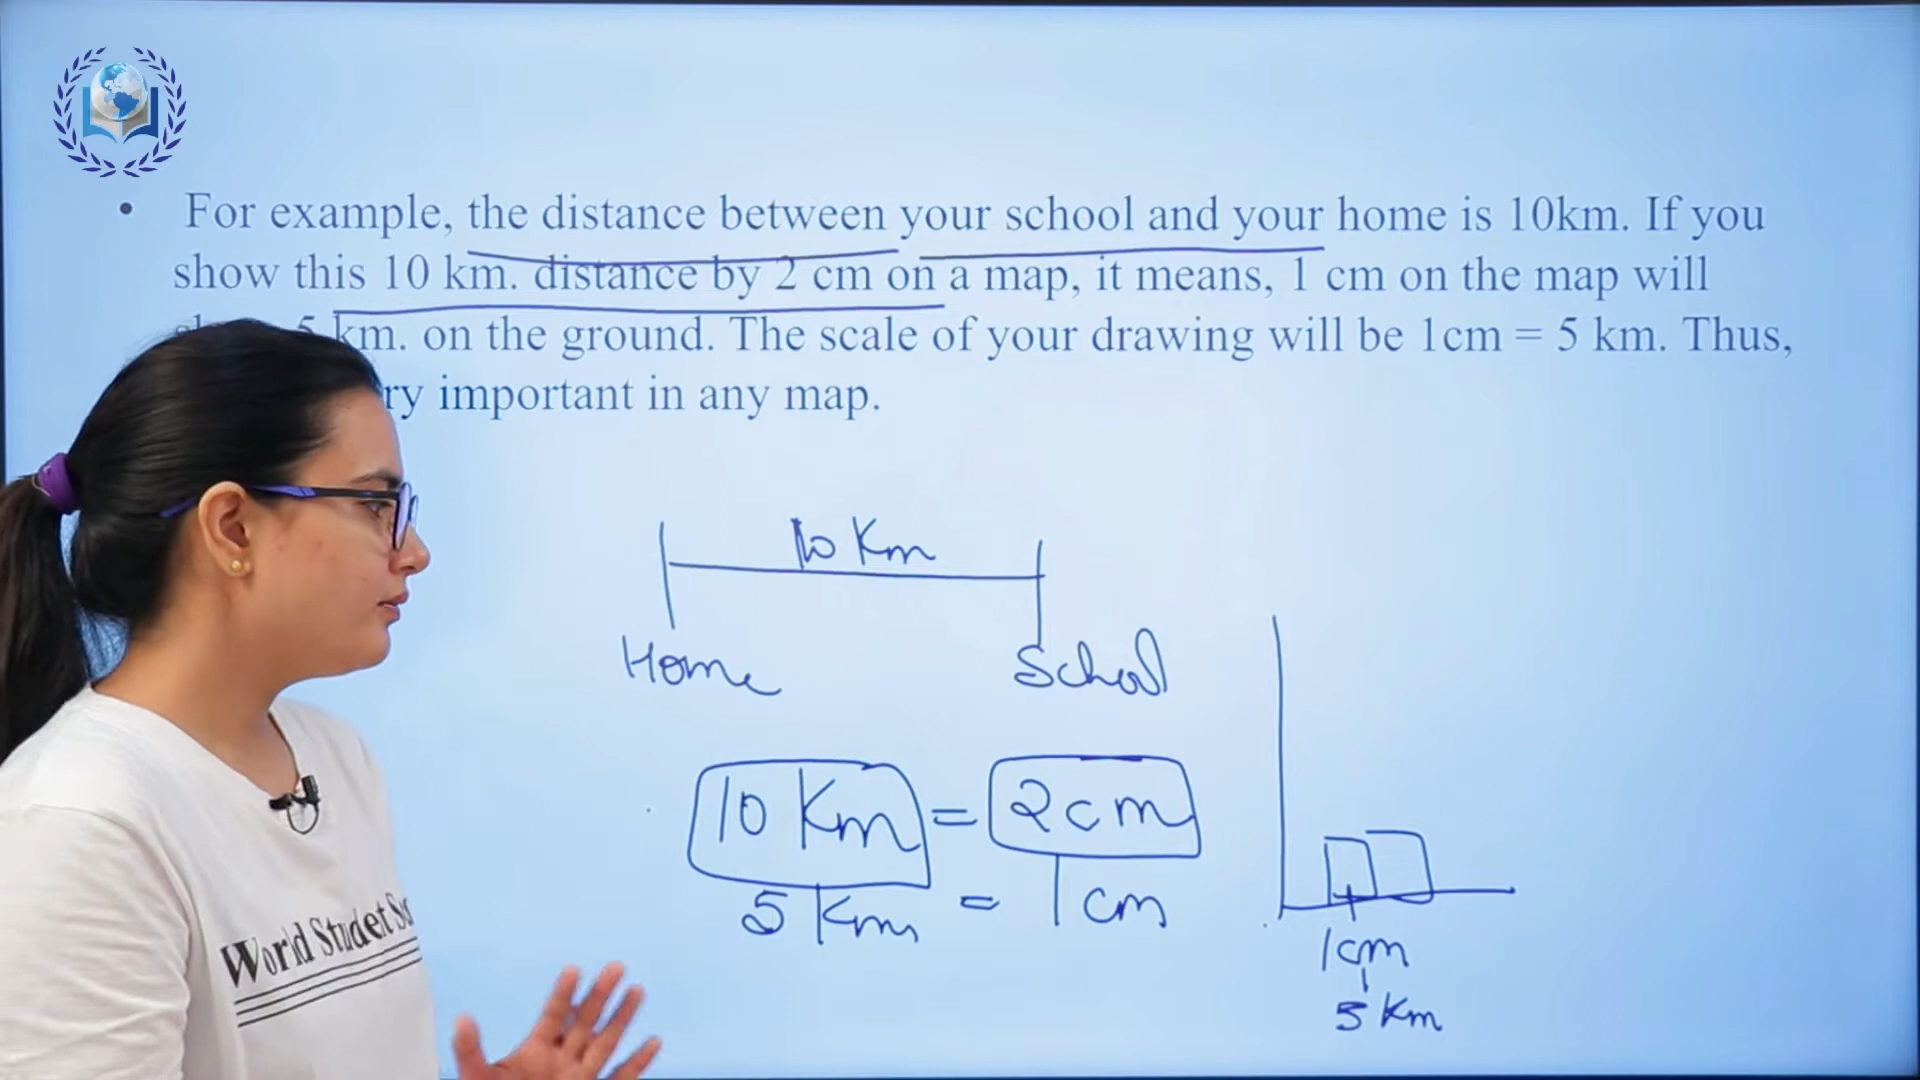 • For example, the distance between your school and your home is 10km. If you
show this 10 km. distance by 2 cm on a map, it means, 1 cm on the map will
5 km. on the ground. The scale of your drawing will be 1cm = 5 km. Thus,
important in any map.
10 Km
Home School
10 Km = 2cm
5 Km = 1 cm
1cm
5 Km
World Student